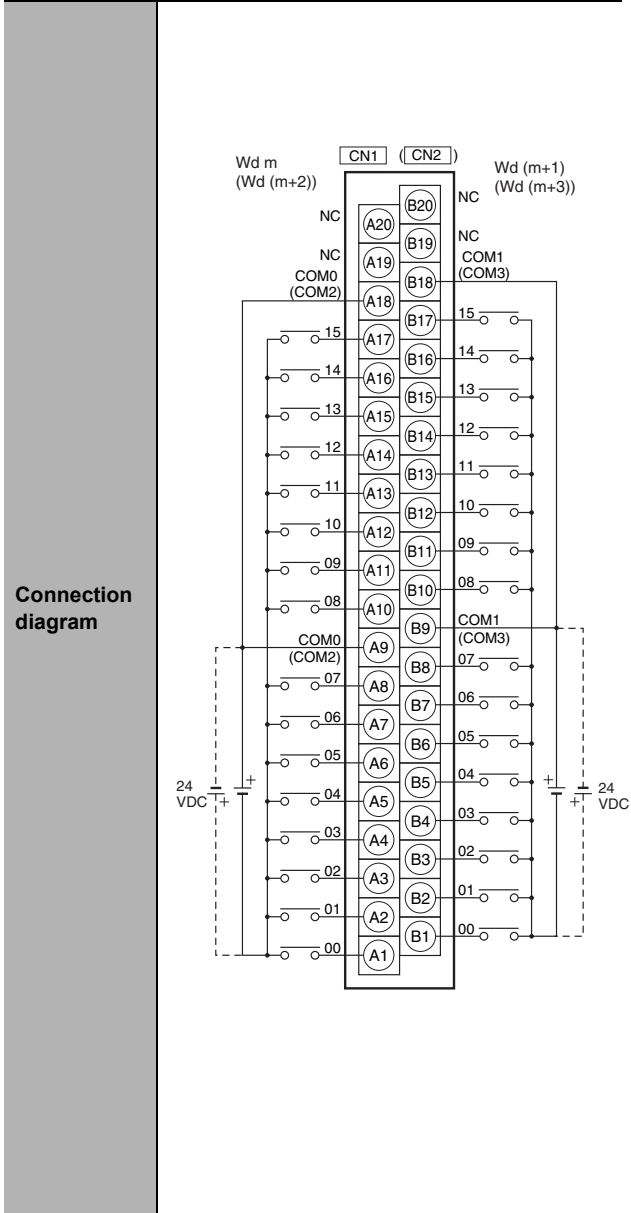 Connection
diagram
CN1 (CN2)
Wd m
(Wd (m+2))
Wd (m+1)
(Wd (m+3))
B20 NC
NC A20
B19 NC
NC A19
COM1
(COM3)
B18
COM0
(COM2)
A18
B17 15
15 A17
B16 14
14 A16
B15 13
13 A15
B14 12
12 A14
B13 11
11 A13
B12 10
10 A12
B11 09
09 A11
B10 08
08 A10
B9 COM1
(COM3)
COM0
(COM2)
A9
B8 07
07 A8
B7 06
06 A7
B6 05
05 A6
B5 04
04 A5
B4 03
03 A4
B3 02
02 A3
B2 01
01 A2
B1 00
00 A1
24
VDC + +
+ + 24
VDC